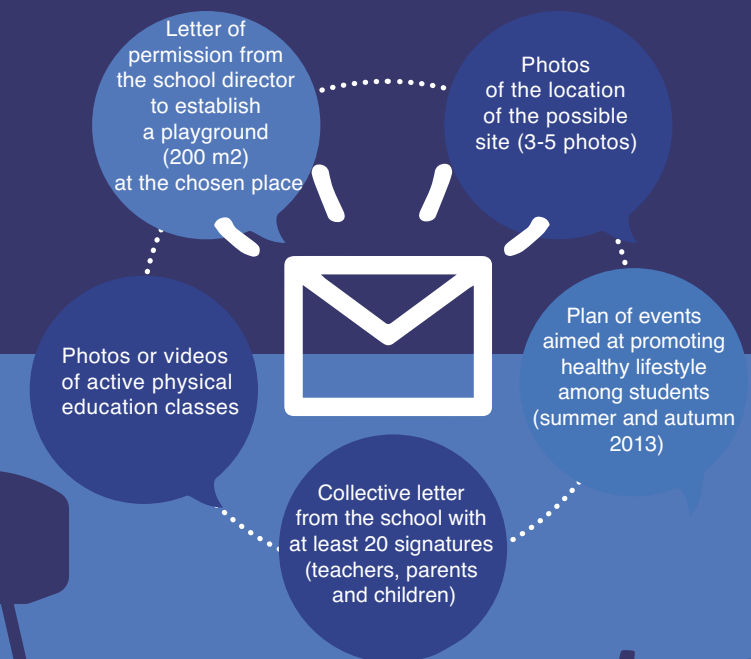 Letter of
permission from
the school director
to establish
a playground
(200 m2)
at the chosen place
Photos
of the location
of the possible
site (3-5 photos)
Plan of events
aimed at promoting
healthy lifestyle
among students
(summer and autumn
2013)
Collective letter
from the school with
at least 20 signatures
(teachers, parents
and children)
Photos or videos
of active physical
education classes